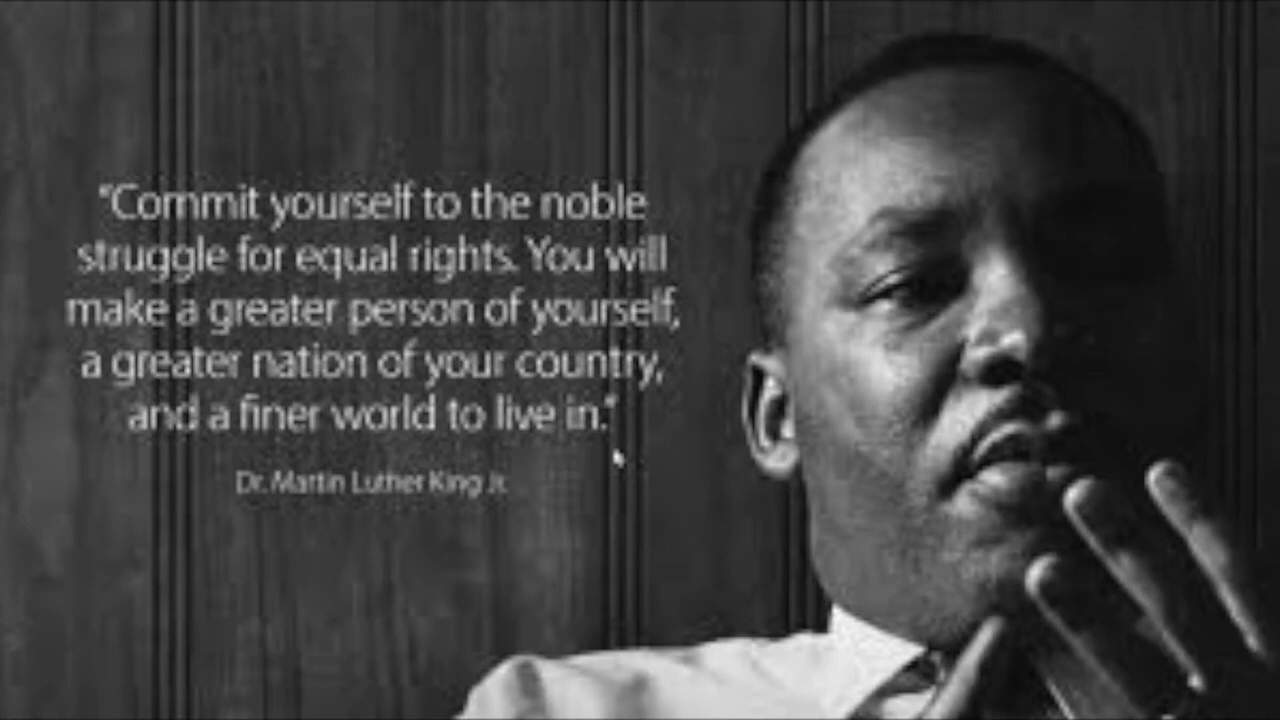 "Commit yourself to the noble
struggle for equal rights. You will
make a greater person of yourself,
a greater nation of your country,
and a finer world to live in."
Dr. Martin Luther King Jr.